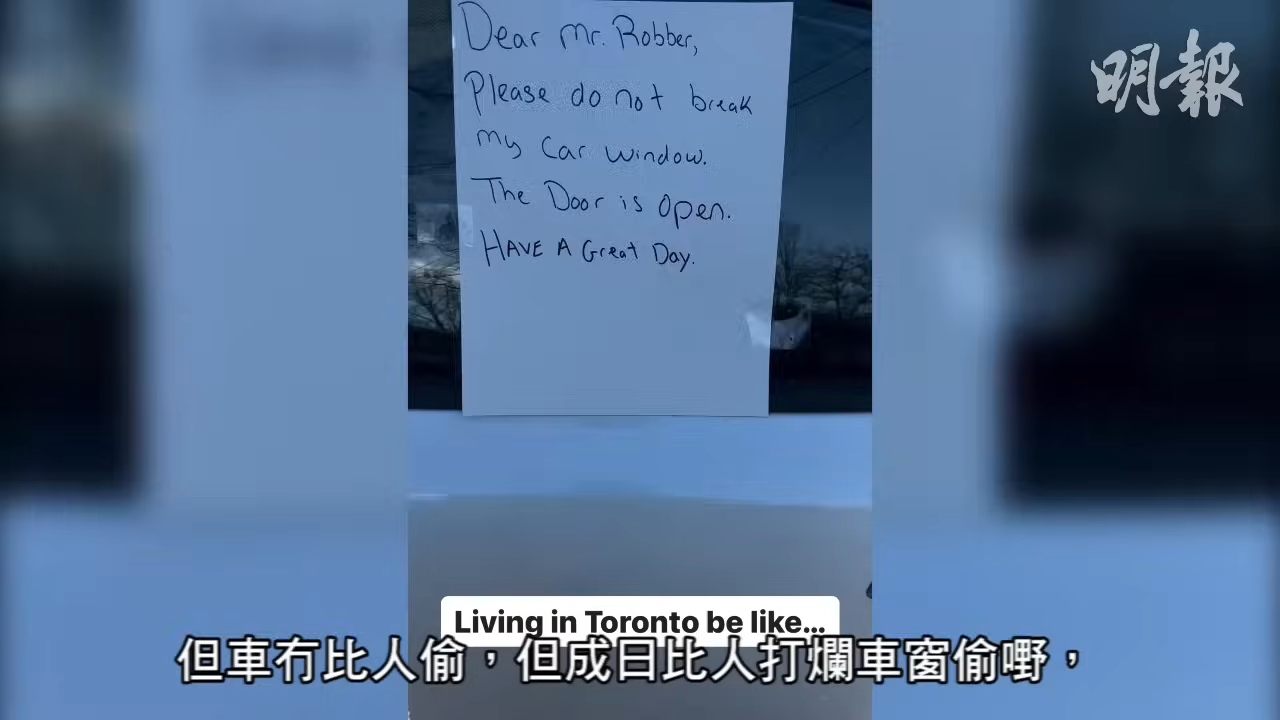 明報
Dear Mr. Robber,
Please do not break
my car window.
The Door is open.
HAVE A Great Day.
Living in Toronto be like...
但車冇比人偷，但成日比人打爛車窗偷嘢，